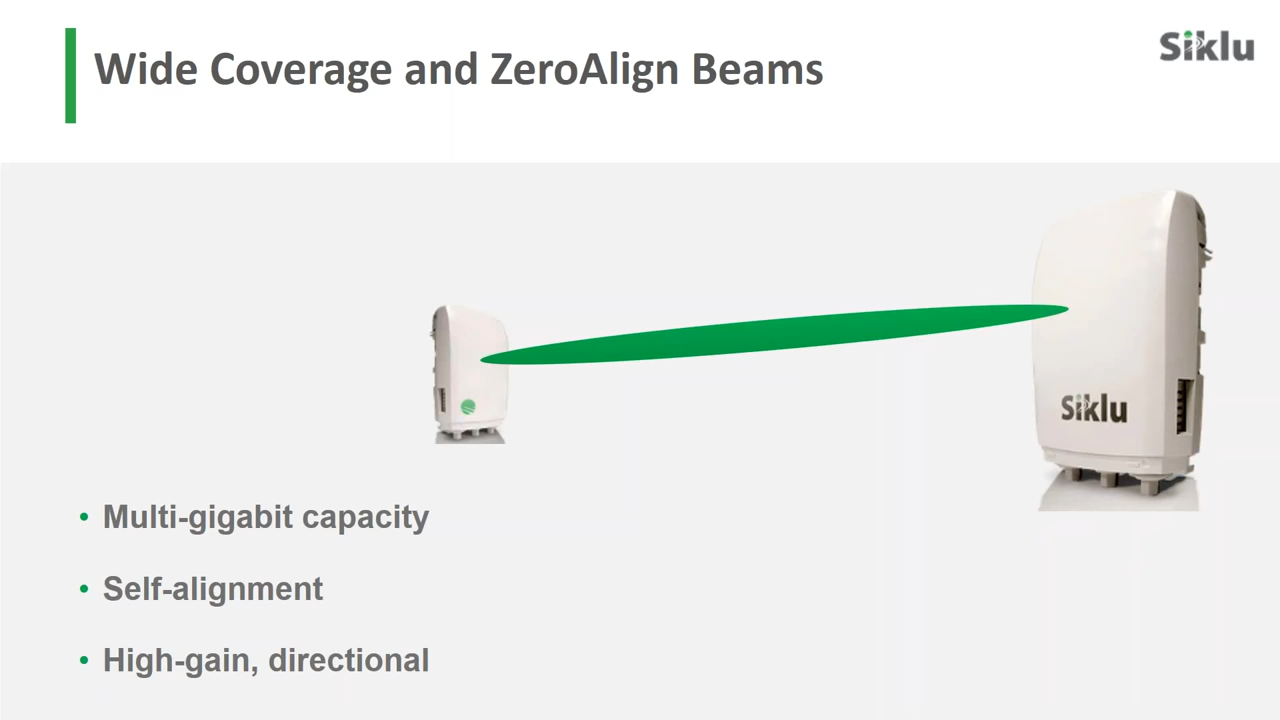 Wide Coverage and ZeroAlign Beams
Siklu
Siklu
• Multi-gigabit capacity
• Self-alignment
• High-gain, directional